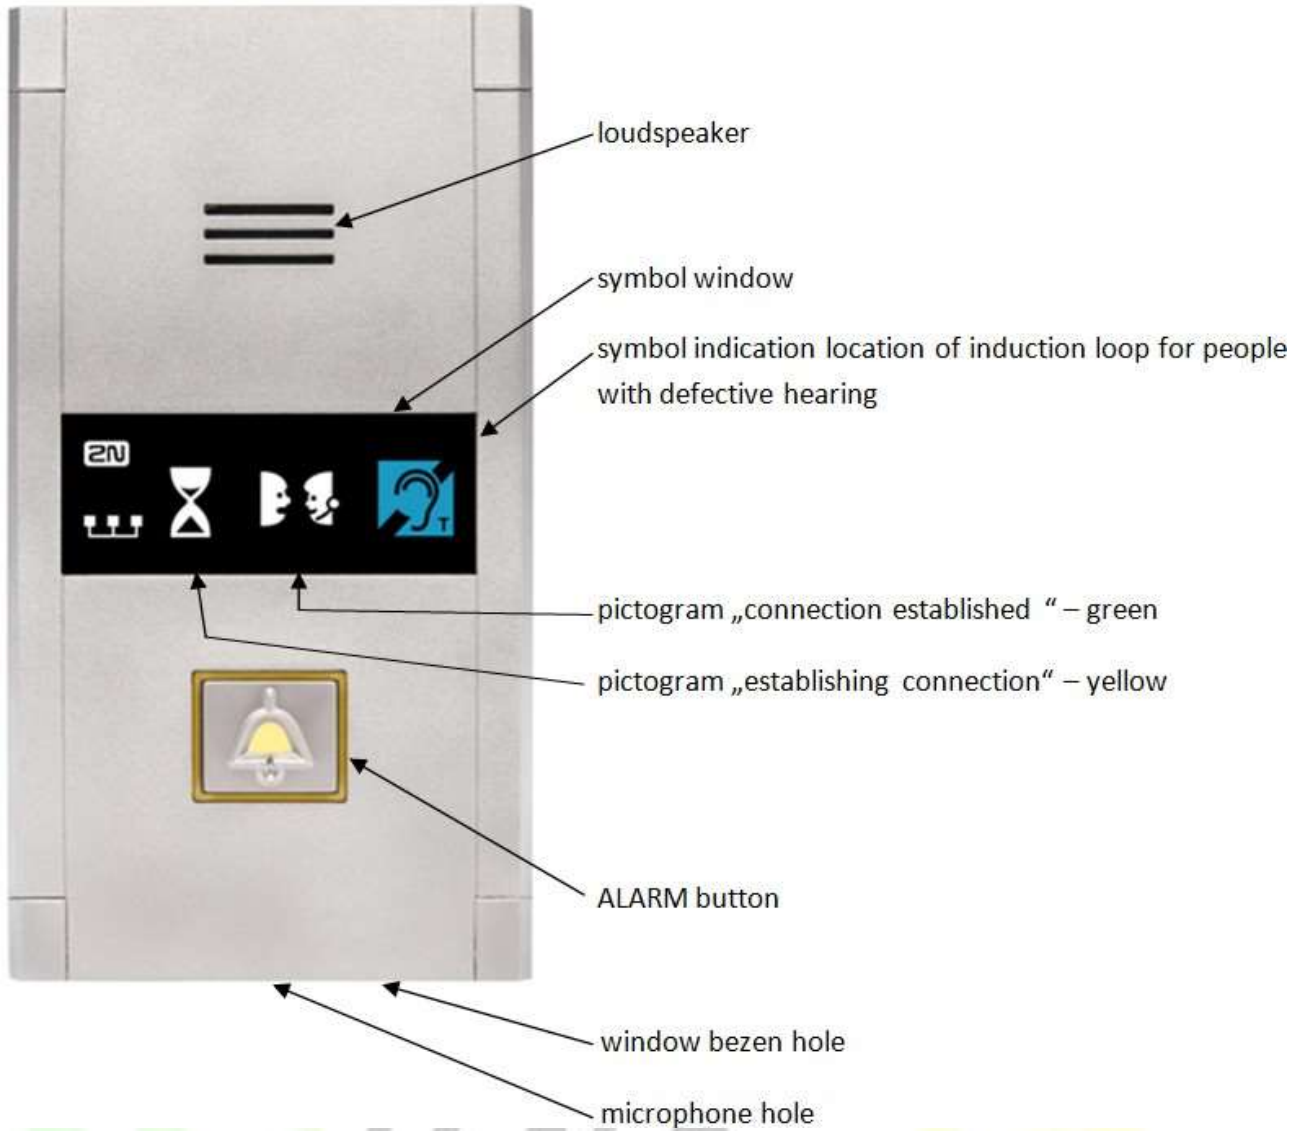 loudspeaker
symbol window
symbol indication location of induction loop for people
with defective hearing
2N
T
pictogram „connection established “ – green
pictogram „establishing connection“ – yellow
ALARM button
window bezen hole
microphone hole